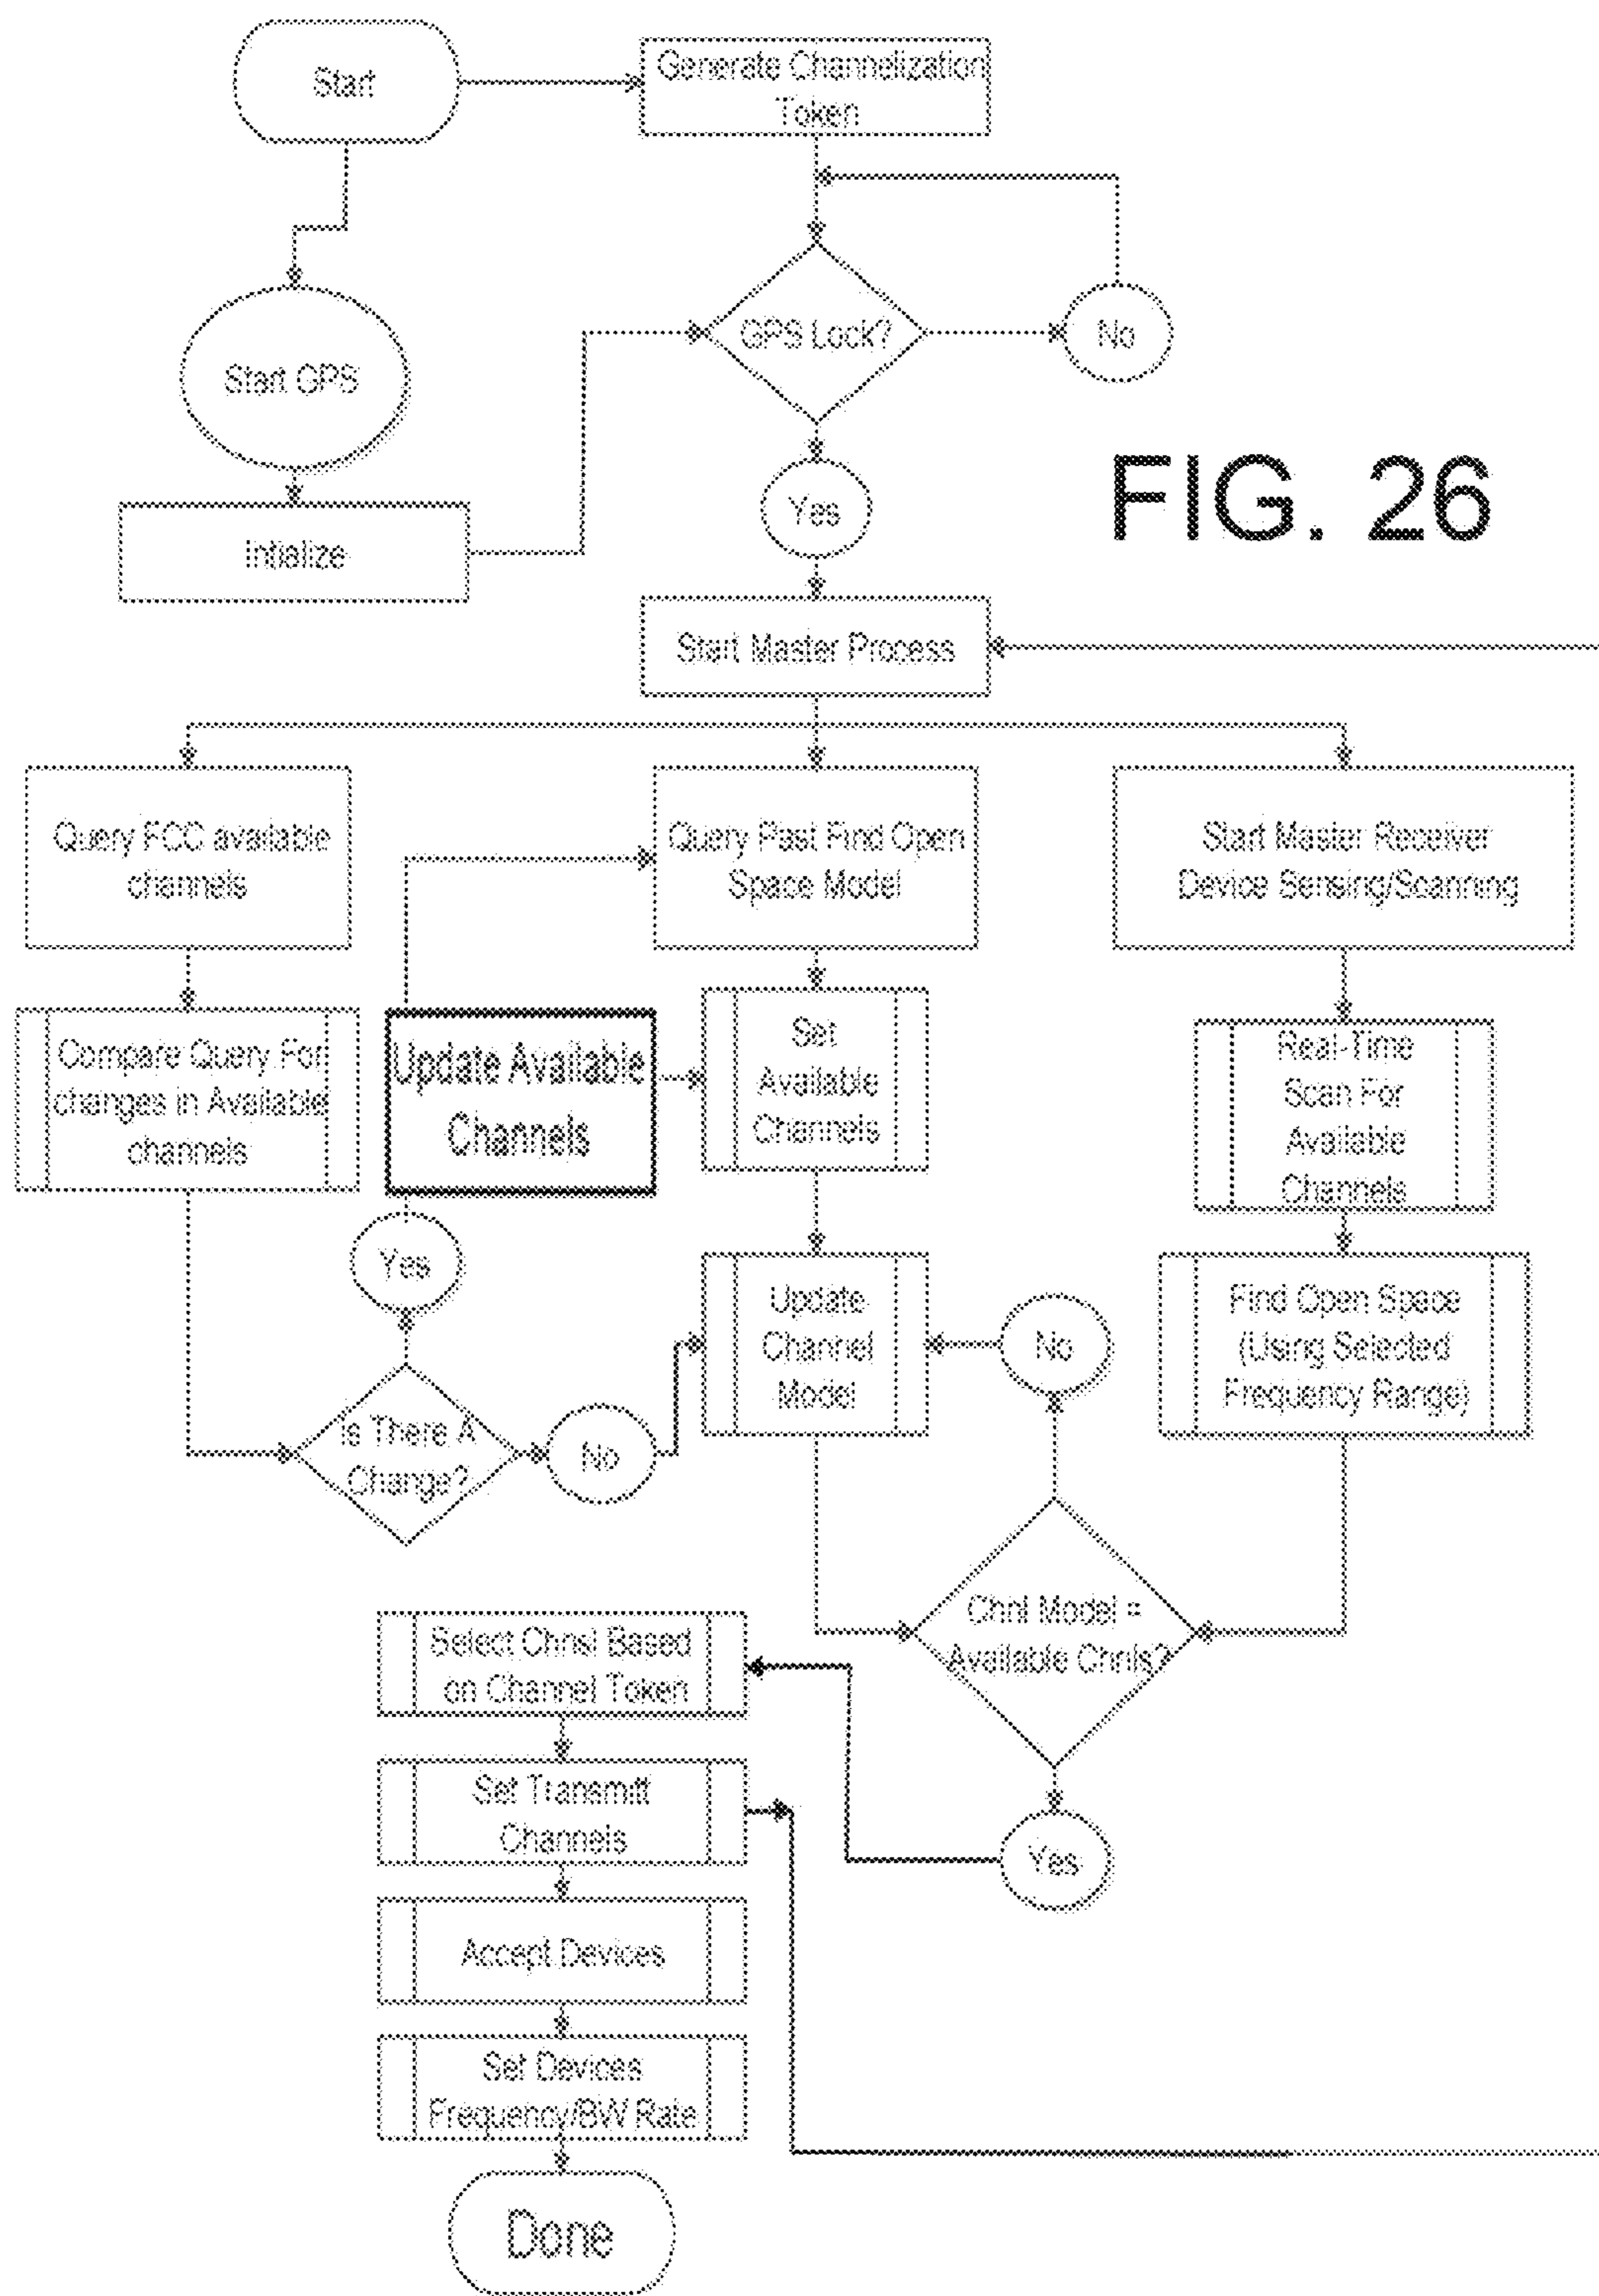 Start
Generate Channelization
Token
GPS Lock?
No
Start GPS
Yes
FIG. 26
Intialize
Start Master Process
Query FCC available
channels
Query Past Find Open
Space Model
Start Master Receiver
Device Sensing/Scanning
Compare Query For
changes in Available
channels
Update Available
Channels
Set
Available
Channels
Real-Time
Scan For
Available
Channels
Yes
Update
Channel
Model
No
Find Open Space
(Using Selected
Frequency Range)
Is There A
Change?
No
Chnl Model =
Available Chnls?
Select Chnsl Based
on Channel Token
Set Transmitt
Channels
Yes
Accept Devices
Set Devices
Frequency/BW Rate
Done